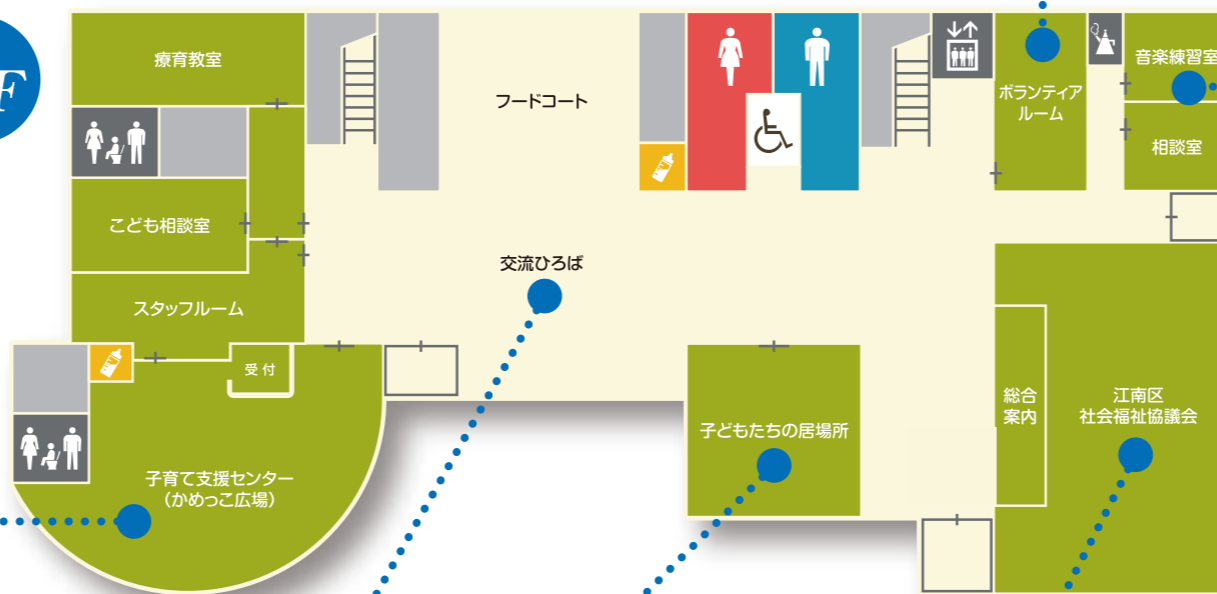 F
療育教室
フードコート
ボランティア
ルーム
音楽練習室
相談室
こども相談室
交流ひろば
スタッフルーム
受付
総合
案内
江南区
社会福祉協議会
子どもたちの居場所
子育て支援センター
(かめっこ広場)